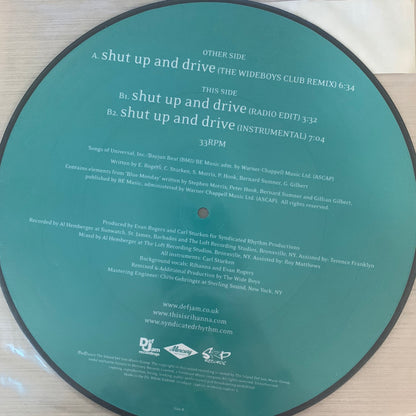 OTHER SIDE
A. shut up and drive (THE WIDEBOYS CLUB REMIX) 6:34
THIS SIDE
B1. shut up and drive (RADIO EDIT) 3:32
B2. shut up and drive (INSTRUMENTAL) 7:04
33RPM
Songs of Universal, Inc./Bayjun Beat (BMI)/BE Music adm. by Warner-Chappell Music Ltd. (ASCAP)
Written by E. Rogers, C. Sturken, S. Morris, P. Hook, Bernard Sumner, G. Gilbert
Contains elements from 'Blue Monday' written by Stephen Morris, Peter Hook, Bernard Sumner and Gillian Gilbert,
published by BE Music, administered by Warner-Chappell Music Ltd. (ASCAP). All rights reserved.
Produced by Evan Rogers and Carl Sturken for Syndicated Rhythm Productions
Recorded by Al Hemberger at Sunwatch, St. James, Barbados and The Loft Recording Studios, Bronxville, NY. Assisted by: Terence Franklyn
Mixed by Al Hemberger at The Loft Recording Studios, Bronxville, NY. Assisted by: Roy Matthews
All instruments: Carl Sturken
Background vocals: Rihanna and Evan Rogers
Remixed & Additional Production by The Wide Boys
Mastering Engineer: Chris Gehringer at Sterling Sound, New York, NY
www.defjam.co.uk
www.thisisrihanna.com
www.syndicatedrhythm.com
Def Jam
recordings
Mercury
SRP
RECORDS